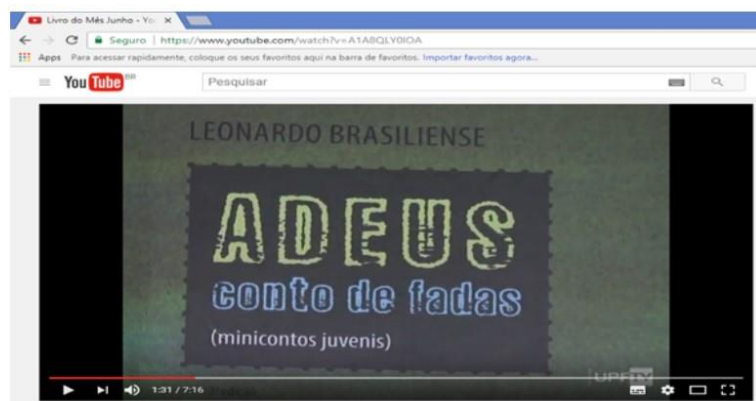 Livro do Mês Junho - Yo
Seguro | https://www.youtube.com/watch?v=A1A8QLY0IOA
Apps Para acessar rapidamente, coloque os seus favoritos aqui na barra de favoritos. Importar favoritos agora...
YouTube BR
Pesquisar
LEONARDO BRASILIENSE
ADEUS
conto de fadas
(minicontos juvenis)
UPFTV
1:31 / 7:16